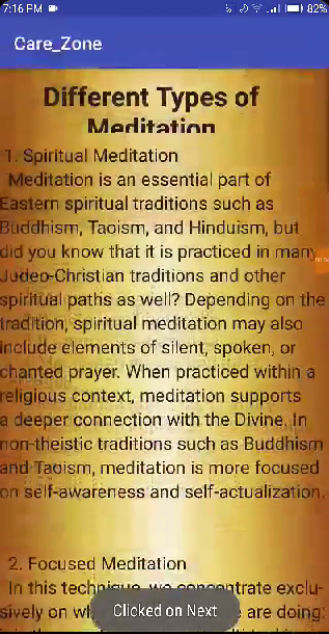 7:16 PM 82%
Care_Zone
Different Types of
Meditation
1. Spiritual Meditation
Meditation is an essential part of
Eastern spiritual traditions such as
Buddhism, Taoism, and Hinduism, but
did you know that it is practiced in many
Judeo-Christian traditions and other
spiritual paths as well? Depending on the
tradition, spiritual meditation may also
include elements of silent, spoken, or
chanted prayer. When practiced within a
religious context, meditation supports
a deeper connection with the Divine. In
non-theistic traditions such as Buddhism
and Taoism, meditation is more focused
on self-awareness and self-actualization.
2. Focused Meditation
In this technique, we concentrate exclu-
sively on are doing:
Clicked on Next